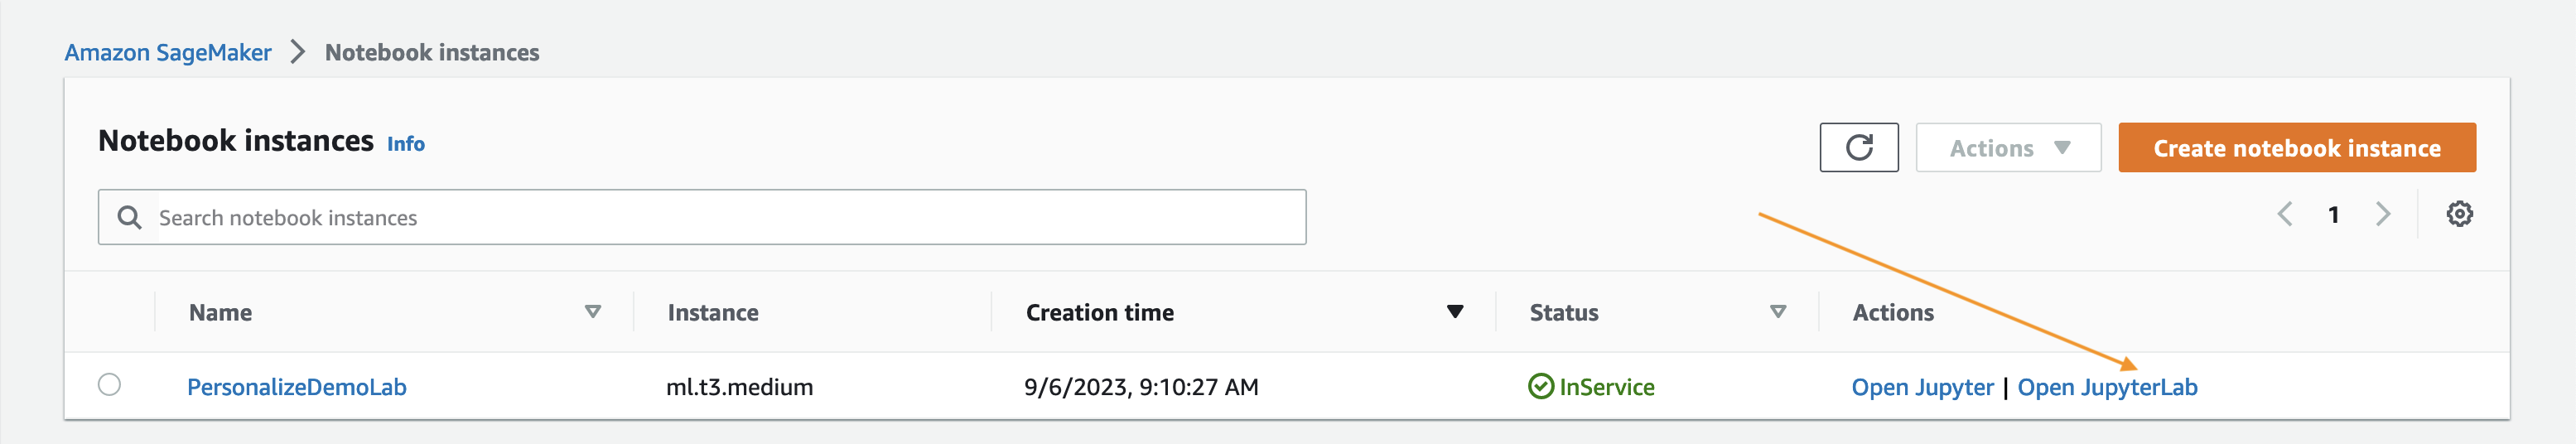 Amazon SageMaker > Notebook instances
Notebook instances Info
Actions Create notebook instance
Search notebook instances
1
Name Instance Creation time Status Actions
PersonalizeDemoLab ml.t3.medium 9/6/2023, 9:10:27 AM InService Open Jupyter | Open JupyterLab